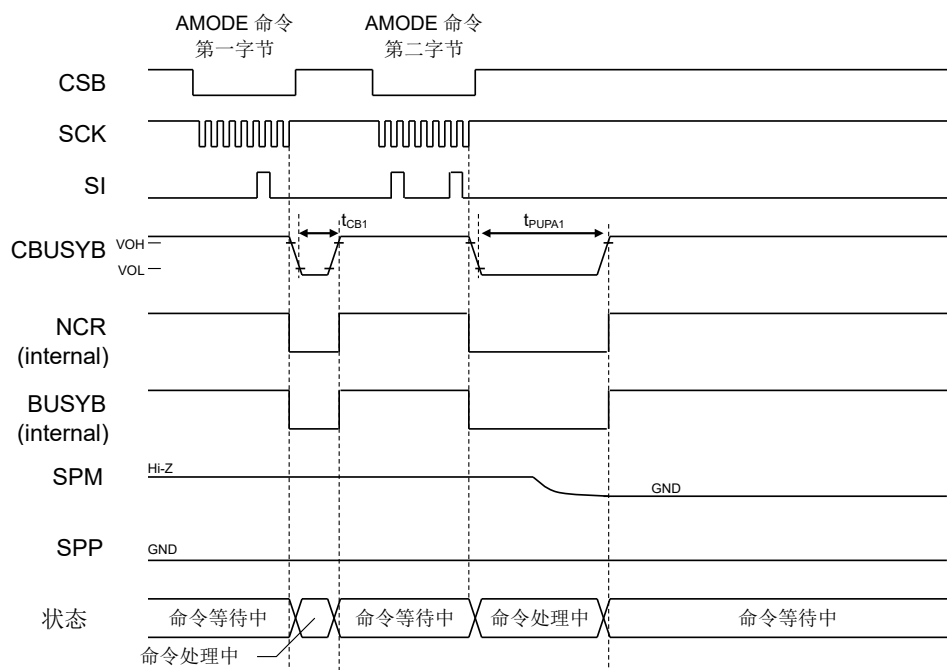 AMODE 命令
第一字节
AMODE 命令
第二字节
CSB
SCK
SI
tCB1
tPUPA1
CBUSYB
VOH
VOL
NCR
(internal)
BUSYB
(internal)
SPM
Hi-Z
GND
SPP
GND
状态
命令等待中
命令等待中
命令处理中
命令等待中
命令处理中